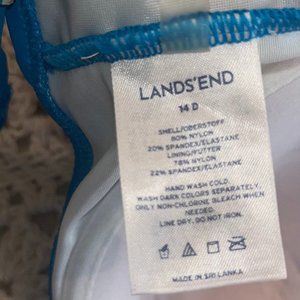 LANDS'END
14 D
SHELL/OBERSTOFF
80% NYLON
20% SPANDEX/ELASTANE
LINING/FUTTER
78% NYLON
22% SPANDEX/ELASTANE
HAND WASH COLD.
WASH DARK COLORS SEPARATELY.
ONLY NON-CHLORINE BLEACH WHEN
NEEDED.
LINE DRY. DO NOT IRON.
MADE IN SRI LANKA